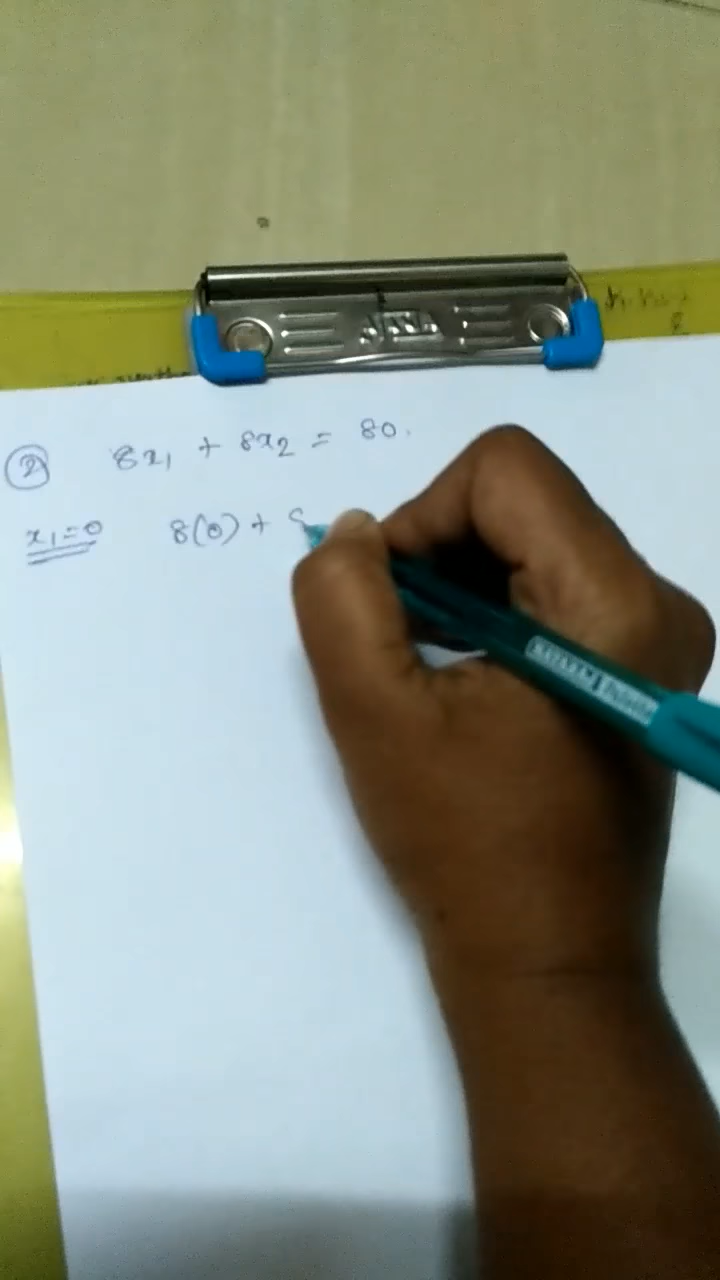 ② 8x₁ + 8x₂ = 80.
x₁=0 8(0) + 8